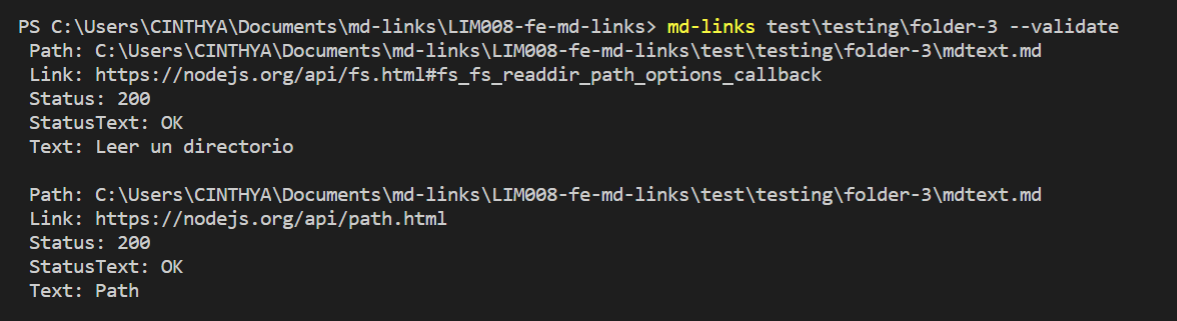 PS C:\Users\CINTHYA\Documents\md-links\LIM008-fe-md-links> md-links test\testing\folder-3 --validate
Path: C:\Users\CINTHYA\Documents\md-links\LIM008-fe-md-links\test\testing\folder-3\mdtext.md
Link: https://nodejs.org/api/fs.html#fs_fs_readdir_path_options_callback
Status: 200
StatusText: OK
Text: Leer un directorio
Path: C:\Users\CINTHYA\Documents\md-links\LIM008-fe-md-links\test\testing\folder-3\mdtext.md
Link: https://nodejs.org/api/path.html
Status: 200
StatusText: OK
Text: Path